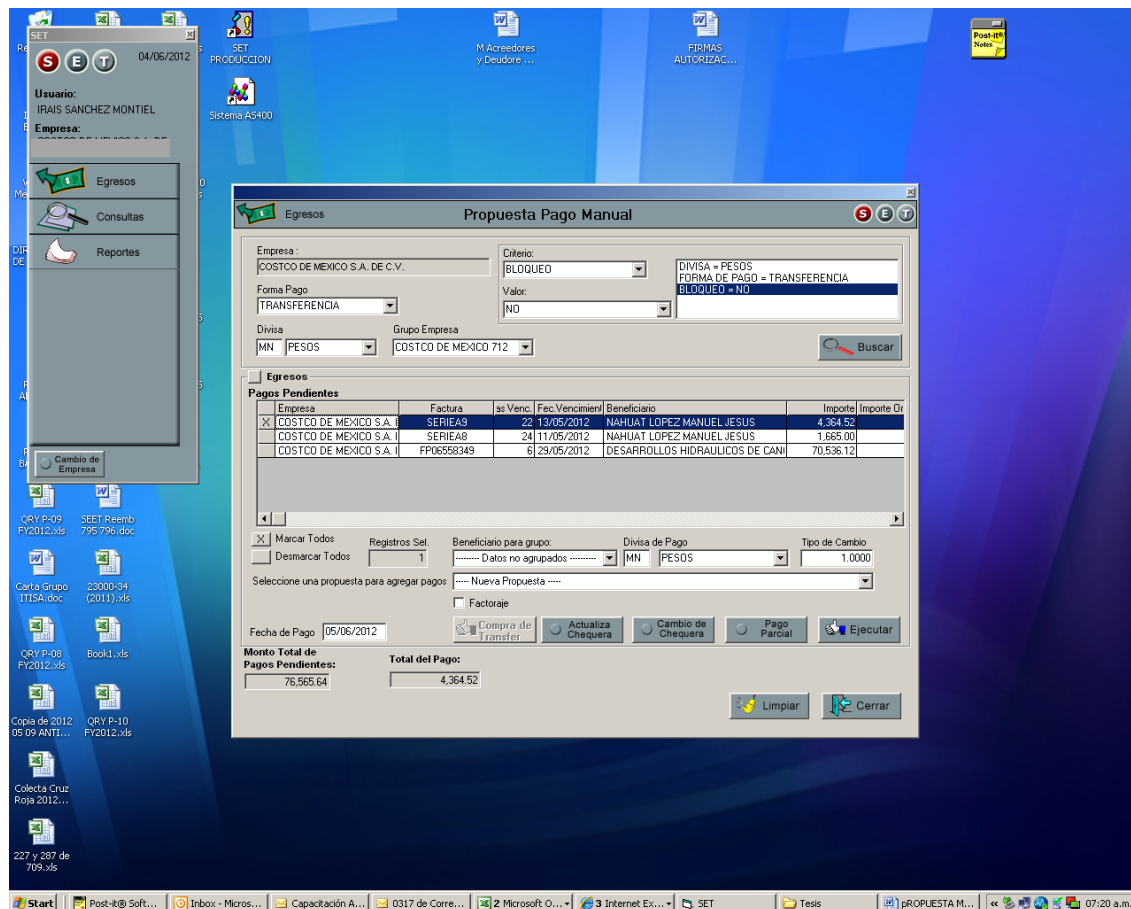 SET
S E T 04/06/2012
Usuario:
IRAIS SANCHEZ MONTIEL
Empresa:
Egresos
Consultas
Reportes
Cambio de
Empresa
SET
PRODUCCION
Sistema AS400
M Acreedores
y Deudore ...
FIRMAS
AUTORIZAC...
Post-it®
Notes
QRY P-09
FY2012.xls
SEET Reemb
795 796.doc
Carta Grupo
ITISA.doc
23000-34
(2011).xls
QRY P-08
FY2012.xls
Book1.xls
Copia de 2012
05 09 ANTI...
QRY P-10
FY2012.xls
Colecta Cruz
Roja 2012...
227 y 287 de
709.xls
Egresos
Propuesta Pago Manual
S E T
Empresa :
COSTCO DE MEXICO S.A. DE C.V.
Forma Pago
TRANSFERENCIA
Divisa
MN PESOS
Grupo Empresa
COSTCO DE MEXICO 712
Criterio:
BLOQUEO
Valor:
NO
DIVISA = PESOS
FORMA DE PAGO = TRANSFERENCIA
BLOQUEO = NO
Buscar
Egresos
Pagos Pendientes
Empresa Factura as Venc. Fec.Vencimient Beneficiario Importe Importe Or
X COSTCO DE MEXICO S.A. SERIEA9 22 13/05/2012 NAHUAT LOPEZ MANUEL JESUS 4,364.52
COSTCO DE MEXICO S.A. SERIEA8 24 11/05/2012 NAHUAT LOPEZ MANUEL JESUS 1,665.00
COSTCO DE MEXICO S.A. FP06558349 6 29/05/2012 DESARROLLOS HIDRAULICOS DE CAN 70,536.12
X Marcar Todos
Desmarcar Todos
Registros Sel.
1
Beneficiario para grupo:
-------- Datos no agrupados ----------
Divisa de Pago
MN PESOS
Tipo de Cambio
1.0000
Seleccione una propuesta para agregar pagos ----- Nueva Propuesta -----
Factoraje
Fecha de Pago 05/06/2012
Compra de
Transfer
Actualiza
Chequera
Cambio de
Chequera
Pago
Parcial
Ejecutar
Monto Total de
Pagos Pendientes:
76,565.64
Total del Pago:
4,364.52
Limpiar
Cerrar
Start Post-it® Soft... Inbox - Micros... Capacitación A... 0317 de Corre... 2 Microsoft O... 3 Internet Ex... SET Tesis pROPUESTA M... « 07:20 a.m.